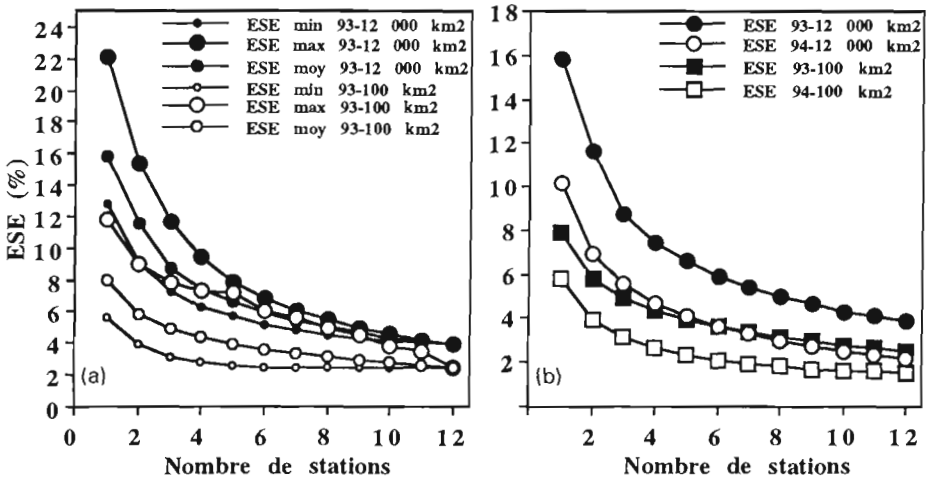 ESE (%)
24
22
20
18
16
14
12
10
8
6
4
2
0
ESE min 93-12 000 km2
ESE max 93-12 000 km2
ESE moy 93-12 000 km2
ESE min 93-100 km2
ESE max 93-100 km2
ESE moy 93-100 km2
(a)
0 2 4 6 8 10 12
Nombre de stations
18
16
14
12
10
8
6
4
2
ESE 93-12 000 km2
ESE 94-12 000 km2
ESE 93-100 km2
ESE 94-100 km2
(b)
2 4 6 8 10 12
Nombre de stations